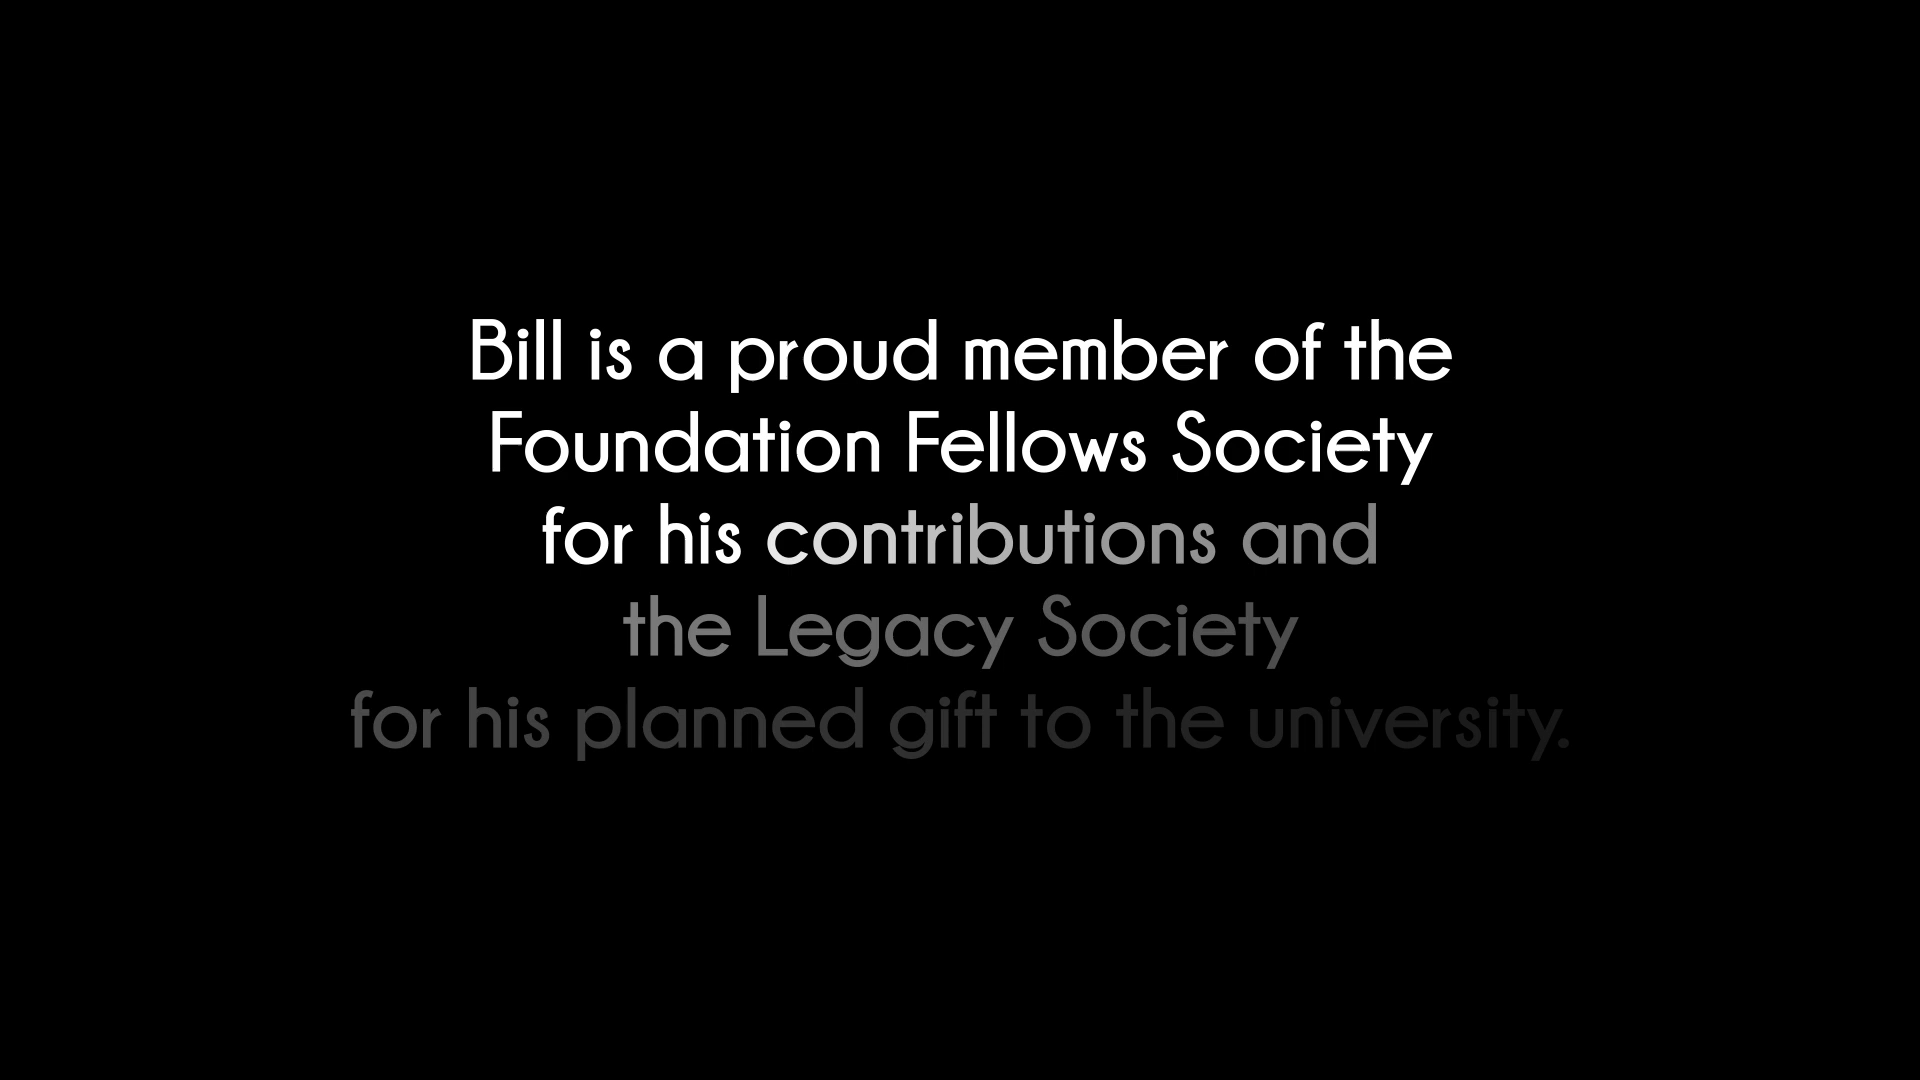 Bill is a proud member of the
Foundation Fellows Society
for his contributions and
the Legacy Society
for his planned gift to the university.